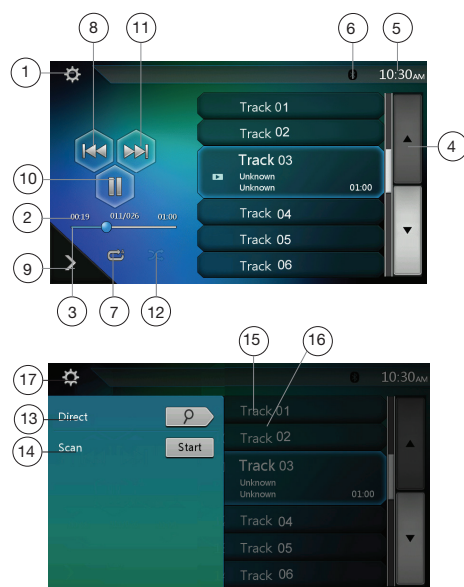 8
11
6
5
1
10:30AM
Track 01
Track 02
4
Track 03
Unknown
Unknown 01:00
10
2
00:19 011/026 01:00
Track 04
Track 05
9
Track 06
3
7
12
15
16
17
10:30AM
13
Direct
Track 01
14
Scan
Start
Track 02
Track 03
Unknown
Unknown 01:00
Track 04
Track 05
Track 06